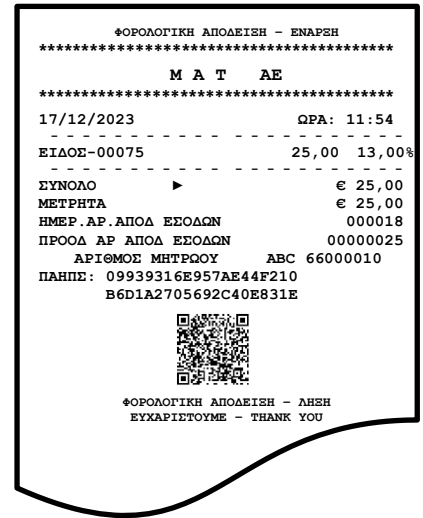 ΦΟΡΟΛΟΓΙΚΗ ΑΠΟΔΕΙΞΗ – ΕΝΑΡΞΗ
******************************************
Μ Α Τ ΑΕ
******************************************
17/12/2023 ΩΡΑ: 11:54
- - - - - - - - - - - - - - - - - - - - -
ΕΙΔΟΣ-00075 25,00 13,00%
- - - - - - - - - - - - - - - - - - - - -
ΣΥΝΟΛΟ ► € 25,00
ΜΕΤΡΗΤΑ € 25,00
ΗΜΕΡ.ΑΡ.ΑΠΟΔ ΕΣΟΔΩΝ 000018
ΠΡΟΟΔ ΑΡ ΑΠΟΔ ΕΣΟΔΩΝ 00000025
ΑΡΙΘΜΟΣ ΜΗΤΡΩΟΥ ABC 66000010
ΠΑΗΠΣ: 09939316E957AE44F210
B6D1A2705692C40E831E
ΦΟΡΟΛΟΓΙΚΗ ΑΠΟΔΕΙΞΗ – ΛΗΞΗ
ΕΥΧΑΡΙΣΤΟΥΜΕ – THANK YOU